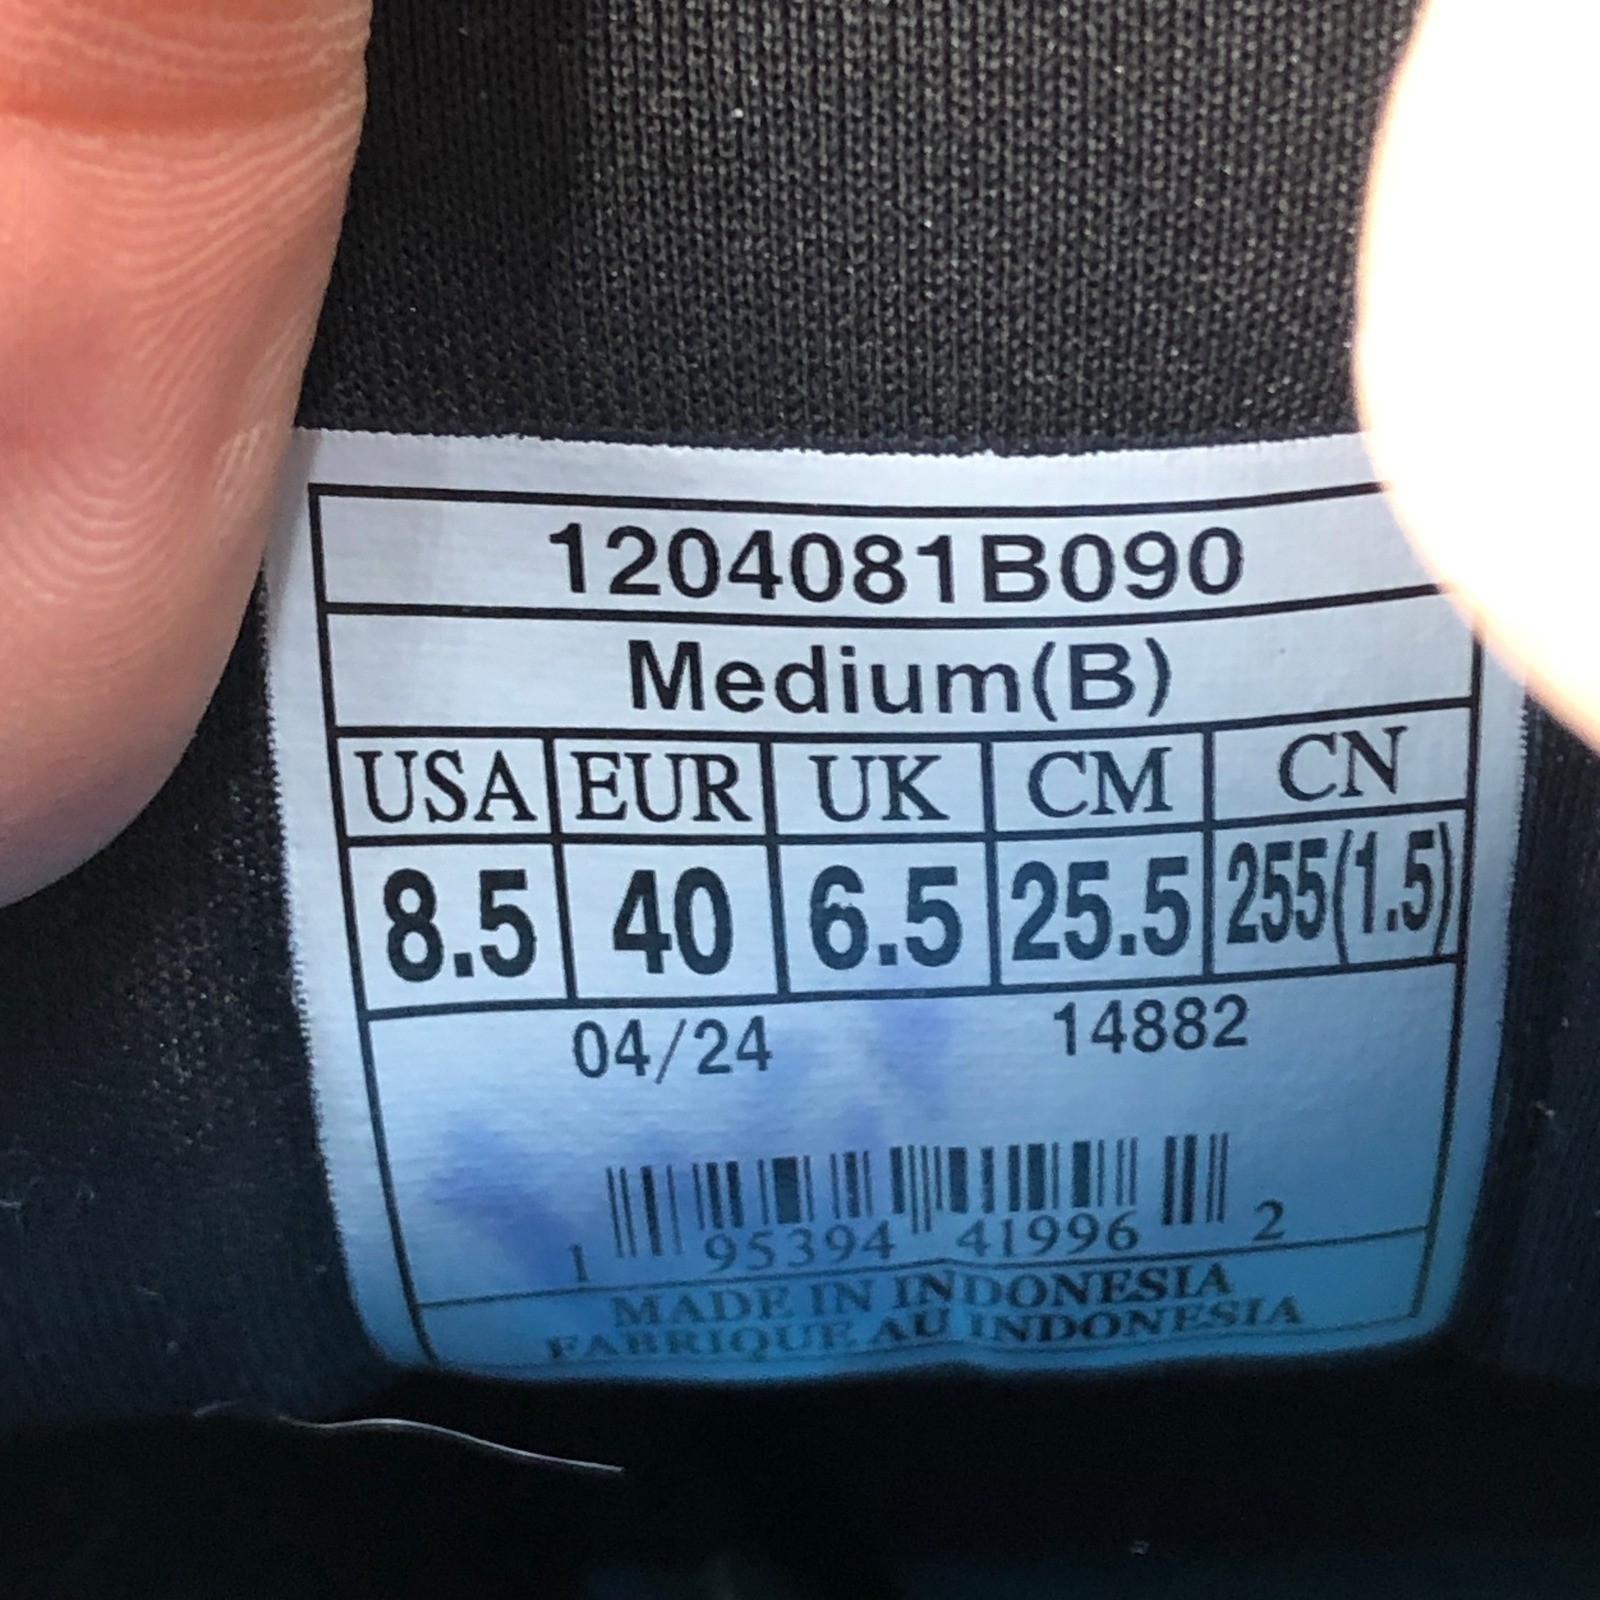 1204081B090
Medium(B)
USA EUR UK CM CN
8.5 40 6.5 25.5 255(1.5)
04/24 14882
1 95394 41996 2
MADE IN INDONESIA
FABRIQUE AU INDONESIA